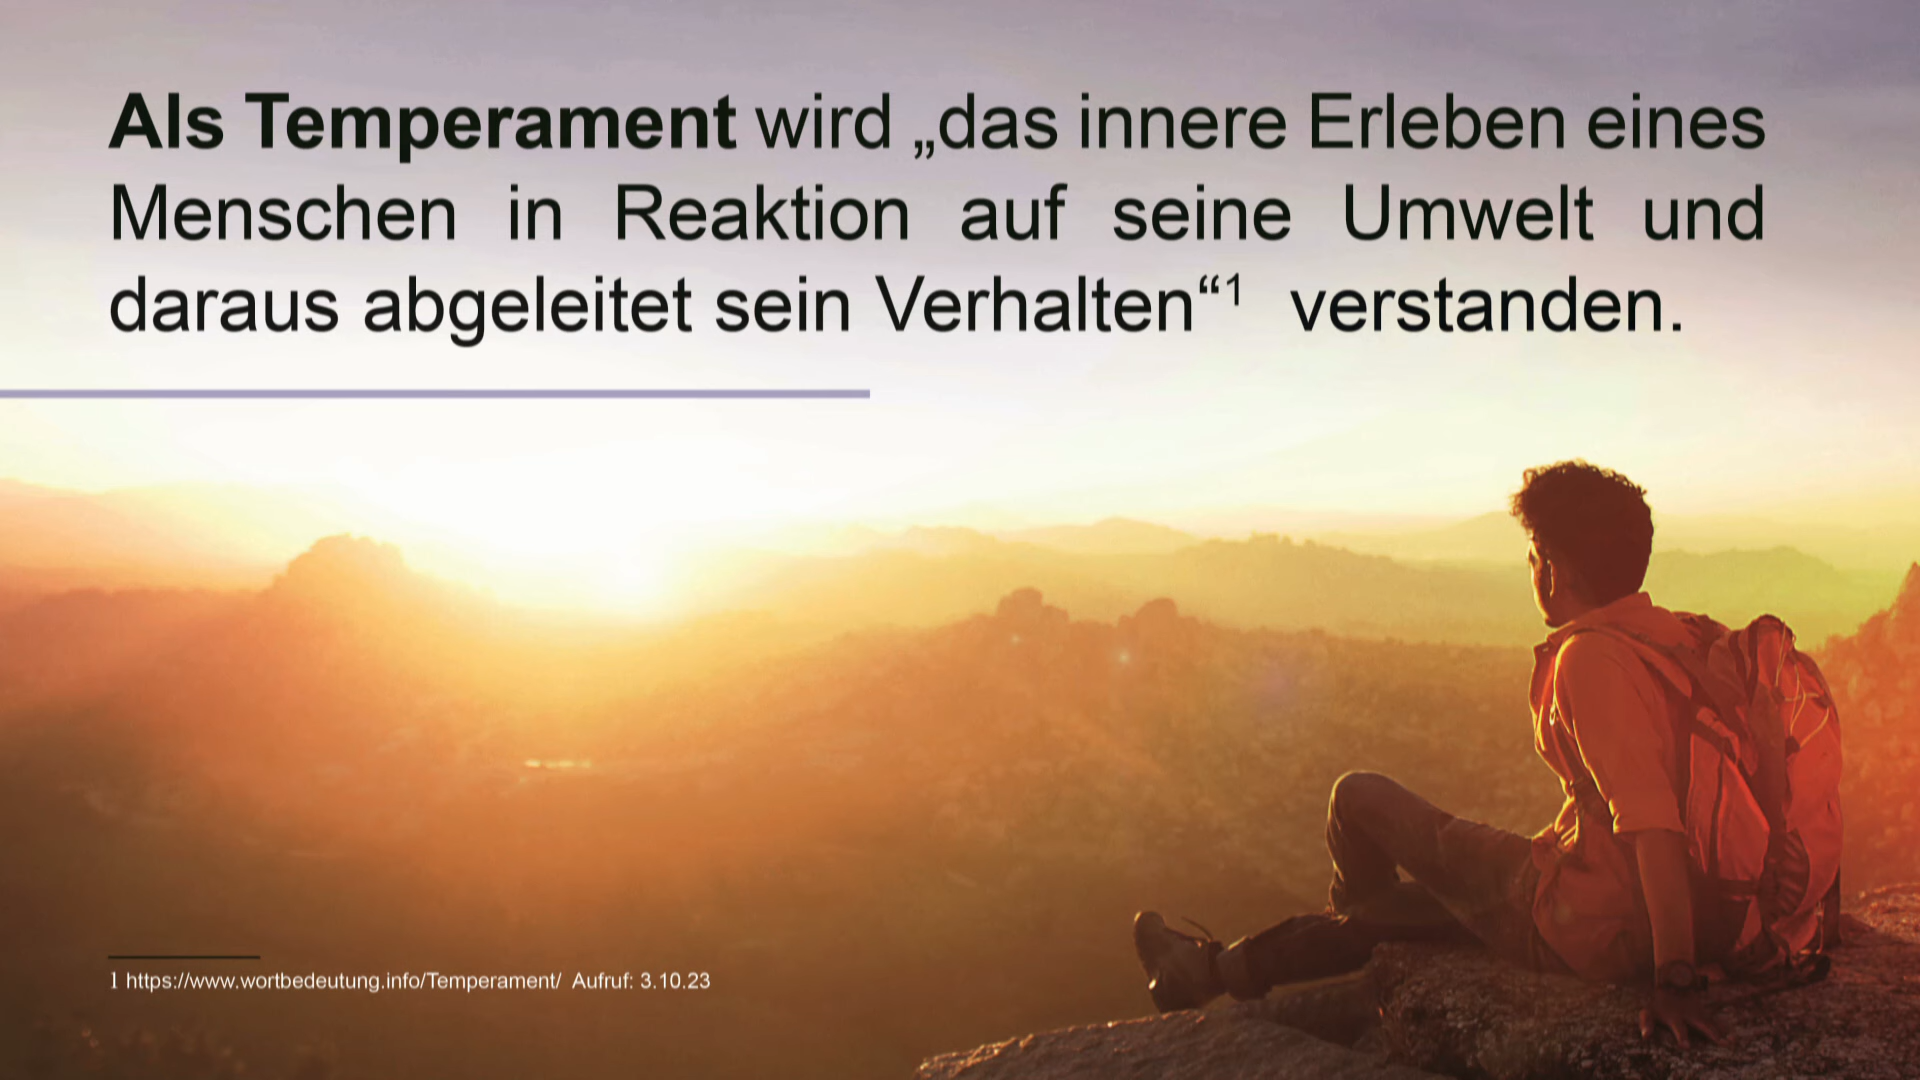 Als Temperament wird „das innere Erleben eines
Menschen in Reaktion auf seine Umwelt und
daraus abgeleitet sein Verhalten“1 verstanden.
1 https://www.wortbedeutung.info/Temperament/ Aufruf: 3.10.23